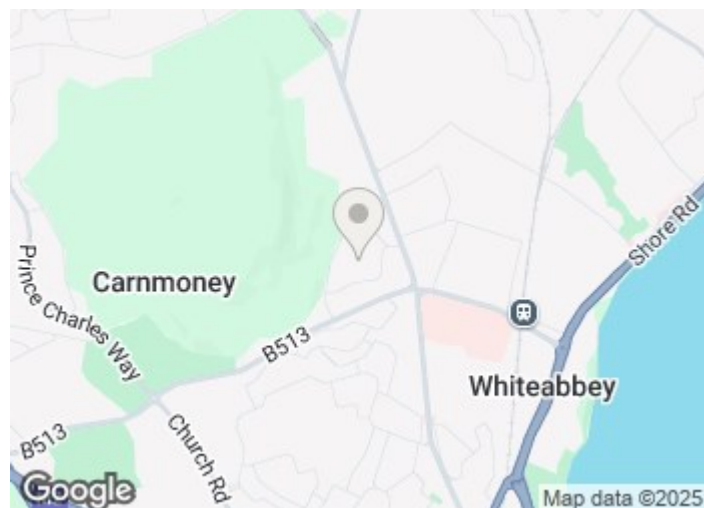 Shore Rd
Prince Charles Way
Carnmoney
B513
Whiteabbey
B513
Church Rd
Google
Map data ©2025